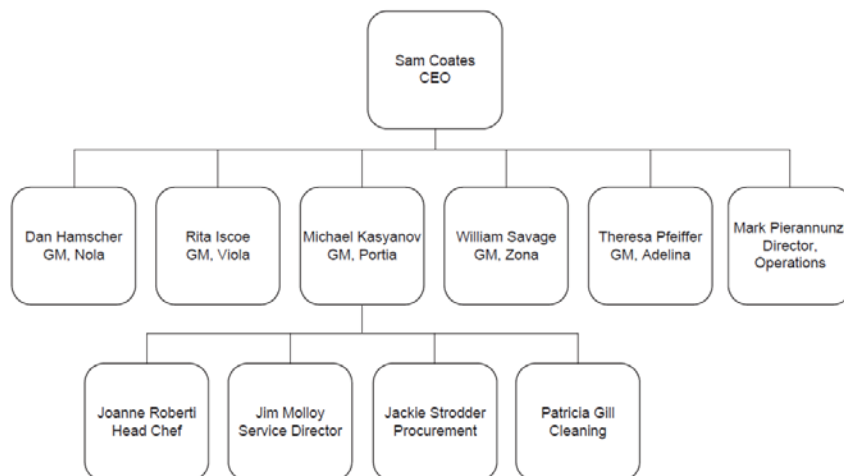 Sam Coates
CEO
Dan Hamscher
GM, Nola
Rita Iscoe
GM, Viola
Michael Kasyanov
GM, Portia
William Savage
GM, Zona
Theresa Pfeiffer
GM, Adelina
Mark Pierannunz
Director,
Operations
Joanne Roberti
Head Chef
Jim Molloy
Service Director
Jackie Strodder
Procurement
Patricia Gill
Cleaning